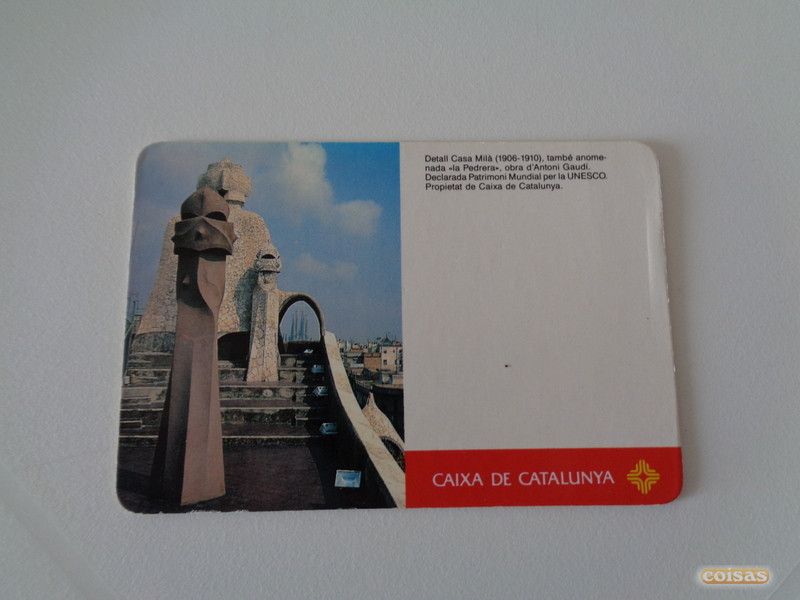 Detall Casa Milà (1906-1910), també anome-
nada «la Pedrera», obra d'Antoni Gaudí.
Declarada Patrimoni Mundial per la UNESCO.
Propietat de Caixa de Catalunya.
CAIXA DE CATALUNYA
coisas